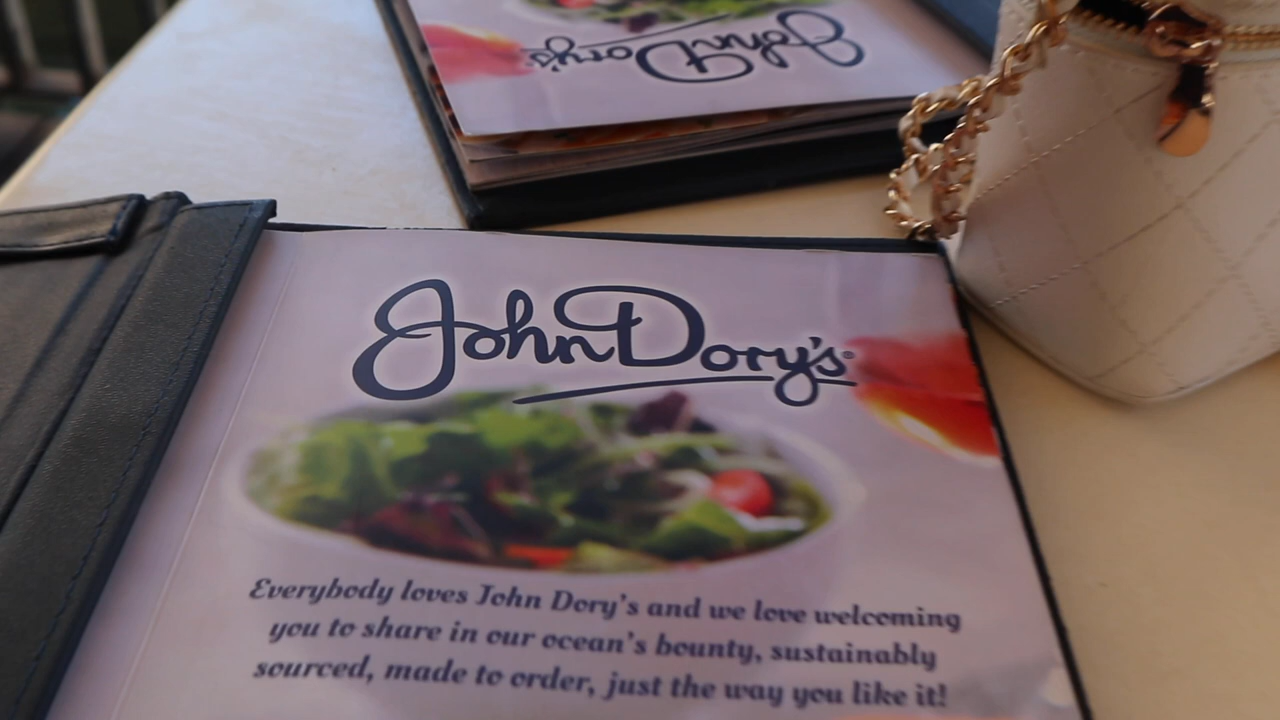 John Dory's
John Dory's
Everybody loves John Dory's and we love welcoming
you to share in our ocean's bounty, sustainably
sourced, made to order, just the way you like it!